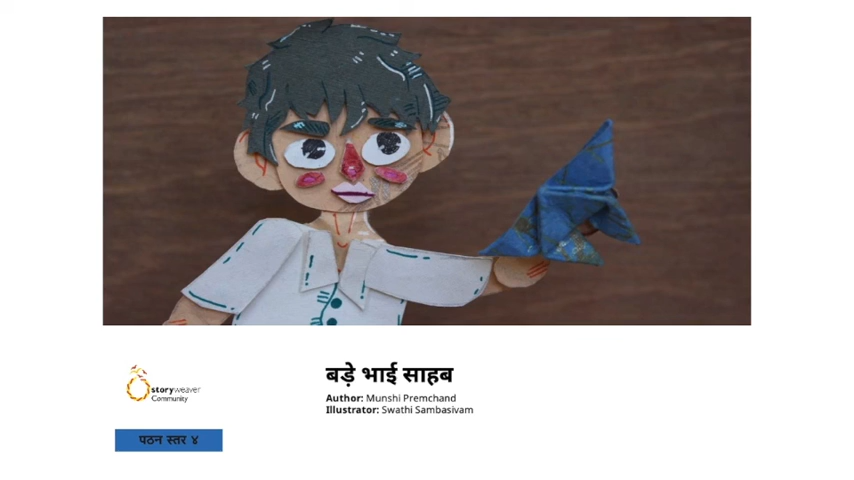 बड़े भाई साहब
storyweaver
Community
Author: Munshi Premchand
Illustrator: Swathi Sambasivam
पठन स्तर ४